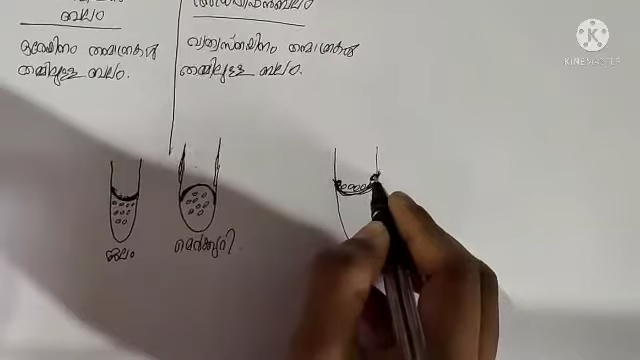 ബലം
ഒരേയിനം തന്മാത്രകൾ
തമ്മിലുള്ള ബലം.
വ്യത്യസ്തയിനം തന്മാത്രകൾ
തമ്മിലുള്ള ബലം.
ജലം
മെർക്കുറി
KINEMASTER